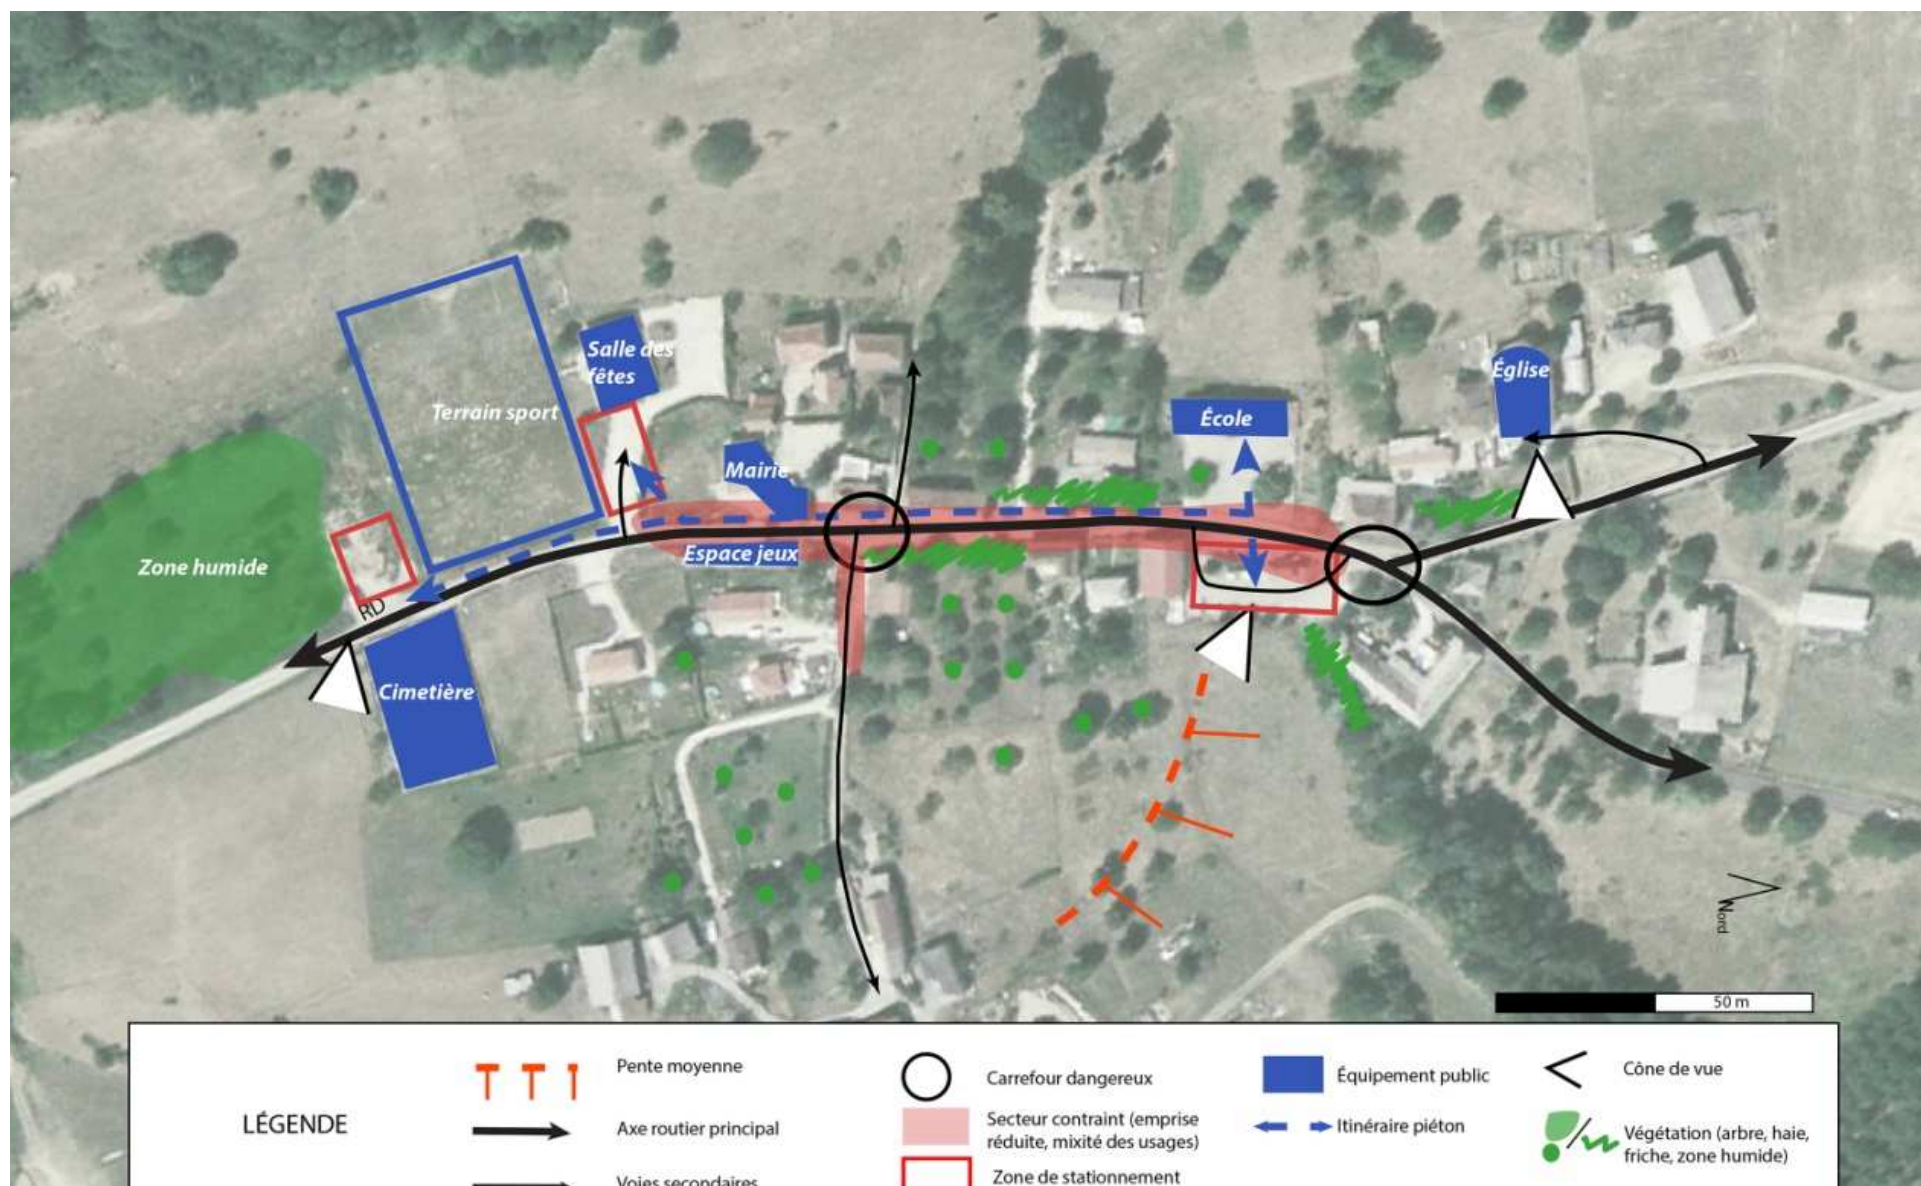 Salle des
fêtes
Église
Terrain sport
École
Mairie
Espace jeux
Zone humide
RD
Cimetière
Nord
50 m
LÉGENDE
Pente moyenne
Axe routier principal
Voies secondaires
Carrefour dangereux
Secteur contraint (emprise
réduite, mixité des usages)
Zone de stationnement
Équipement public
Itinéraire piéton
Cône de vue
Végétation (arbre, haie,
friche, zone humide)